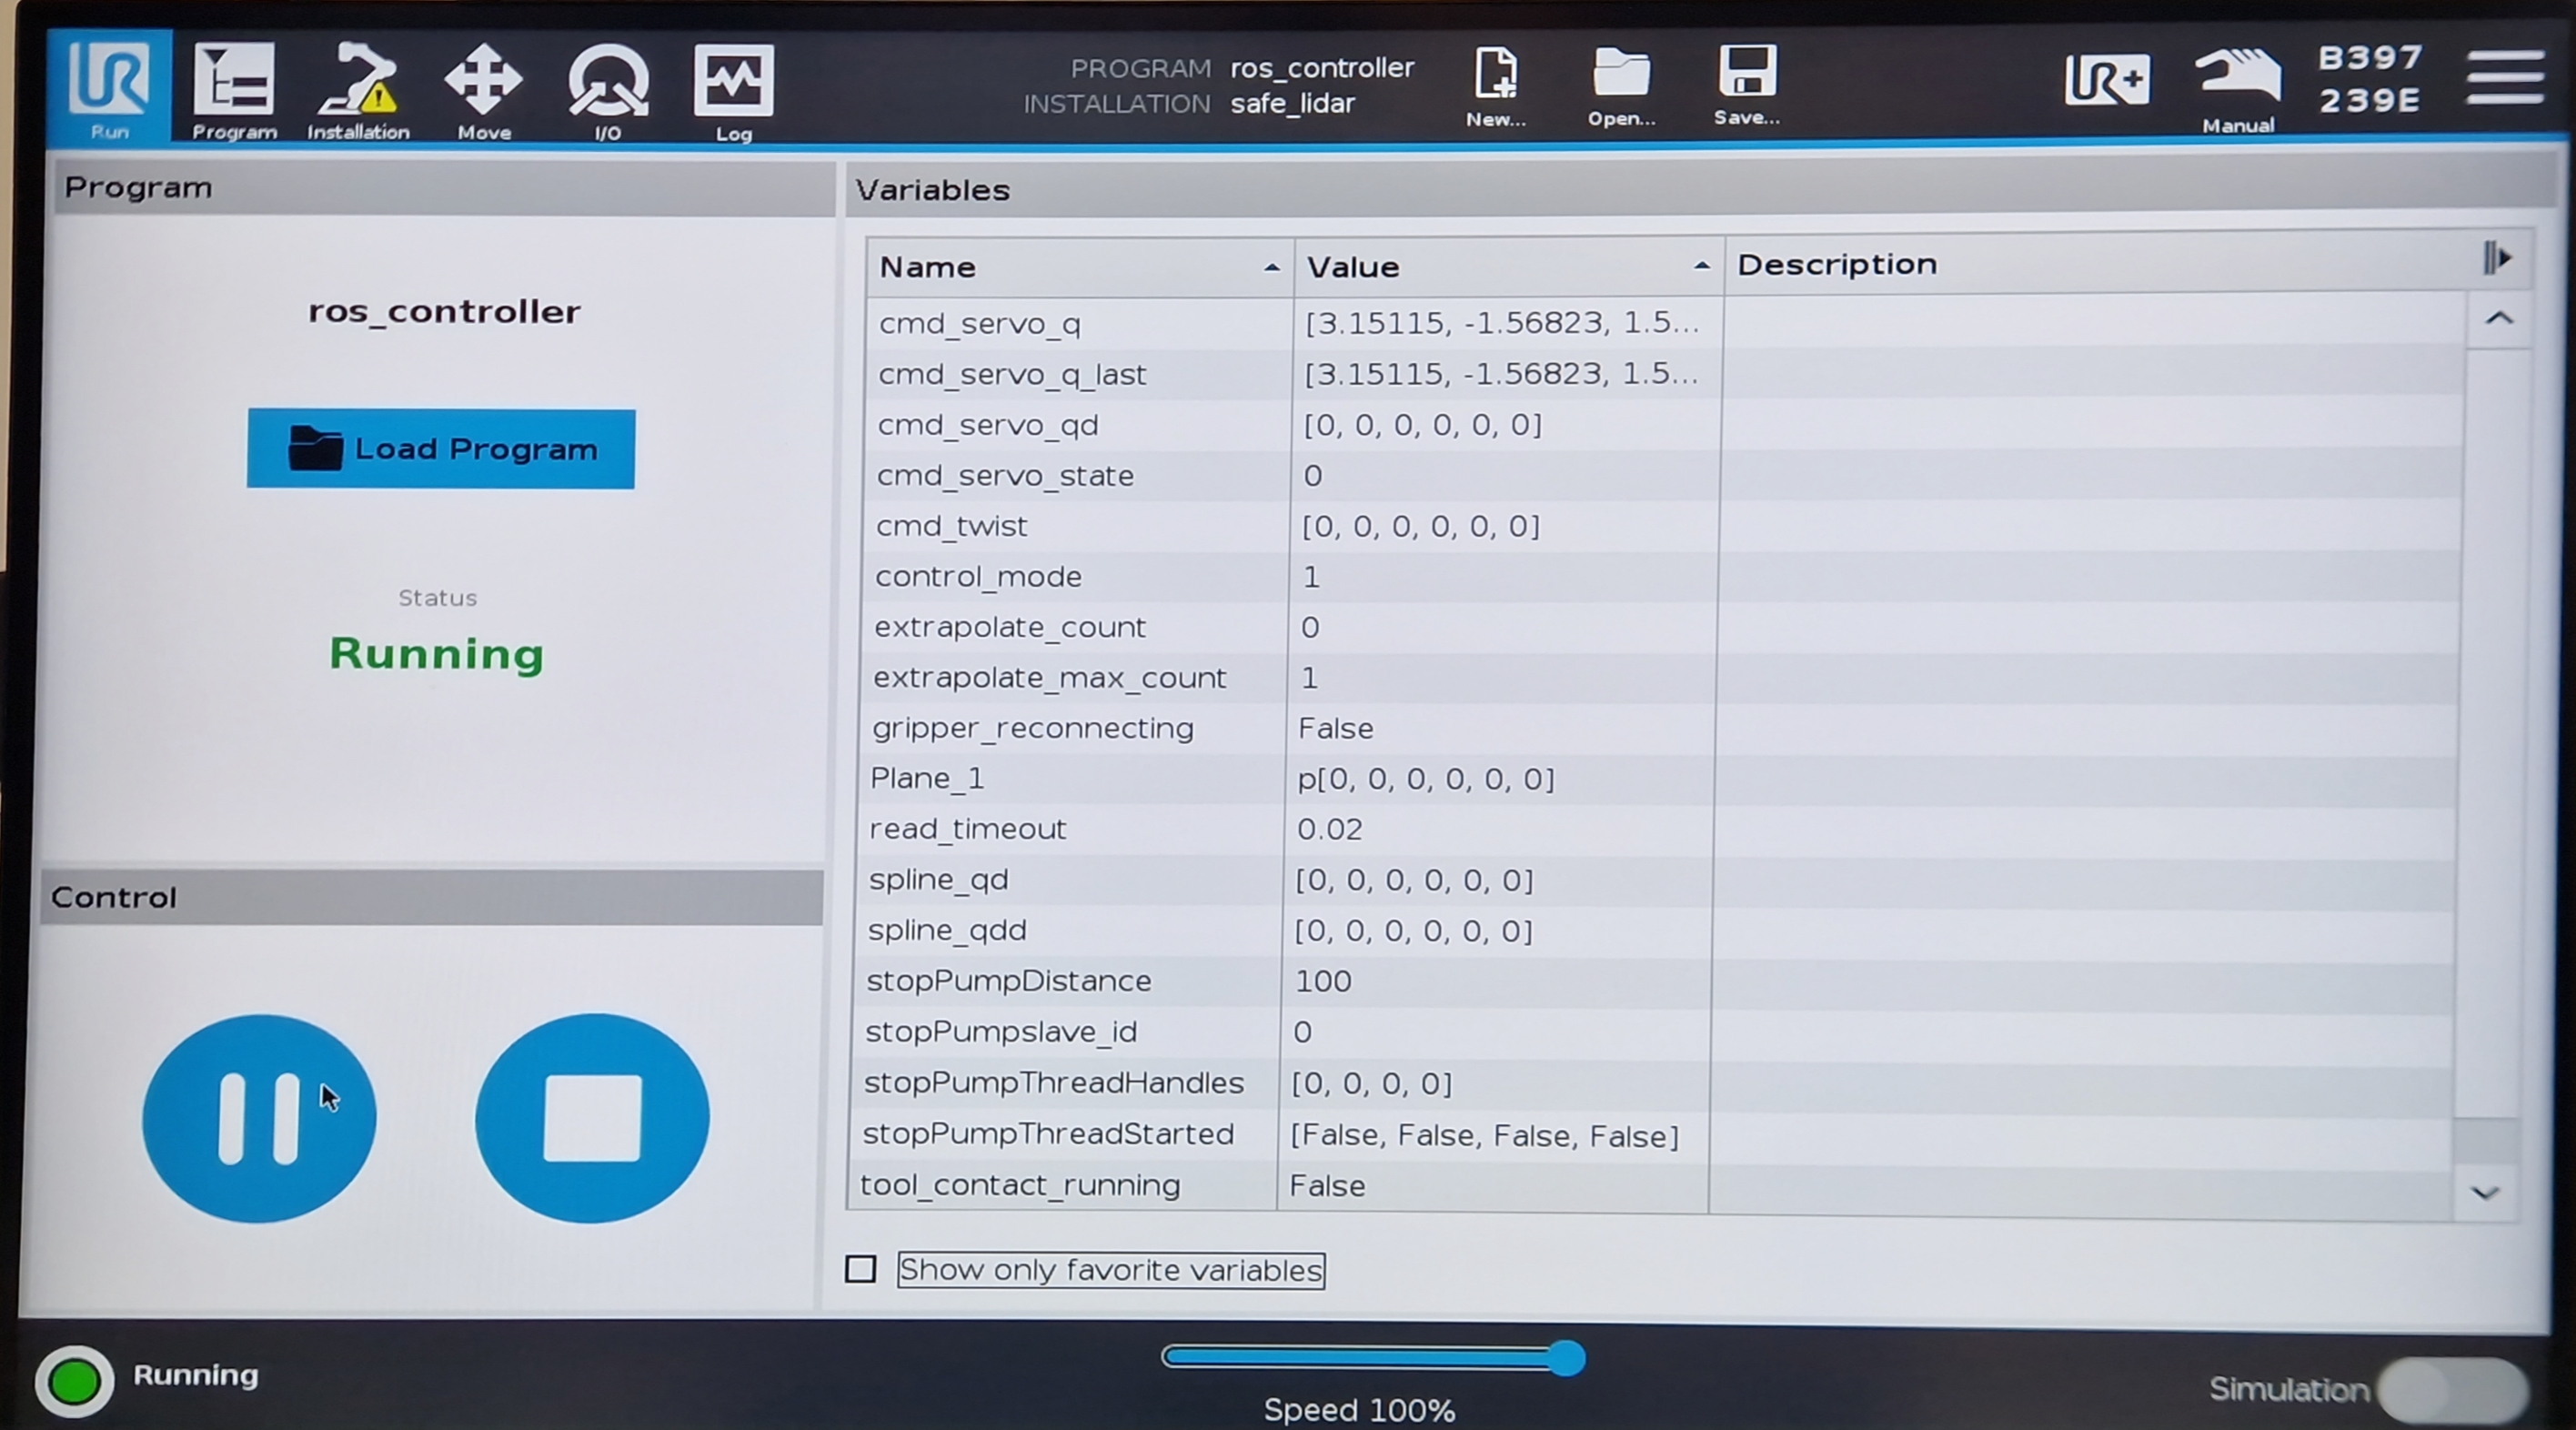 Run
Program
Installation
Move
I/O
Log
PROGRAM ros_controller
INSTALLATION safe_lidar
New...
Open...
Save...
UR+
Manual
B397
239E
Program
ros_controller
Load Program
Status
Running
Control
Variables
Name Value Description
cmd_servo_q [3.15115, -1.56823, 1.5...
cmd_servo_q_last [3.15115, -1.56823, 1.5...
cmd_servo_qd [0, 0, 0, 0, 0, 0]
cmd_servo_state 0
cmd_twist [0, 0, 0, 0, 0, 0]
control_mode 1
extrapolate_count 0
extrapolate_max_count 1
gripper_reconnecting False
Plane_1 p[0, 0, 0, 0, 0, 0]
read_timeout 0.02
spline_qd [0, 0, 0, 0, 0, 0]
spline_qdd [0, 0, 0, 0, 0, 0]
stopPumpDistance 100
stopPumpslave_id 0
stopPumpThreadHandles [0, 0, 0, 0]
stopPumpThreadStarted [False, False, False, False]
tool_contact_running False
Show only favorite variables
Running
Speed 100%
Simulation